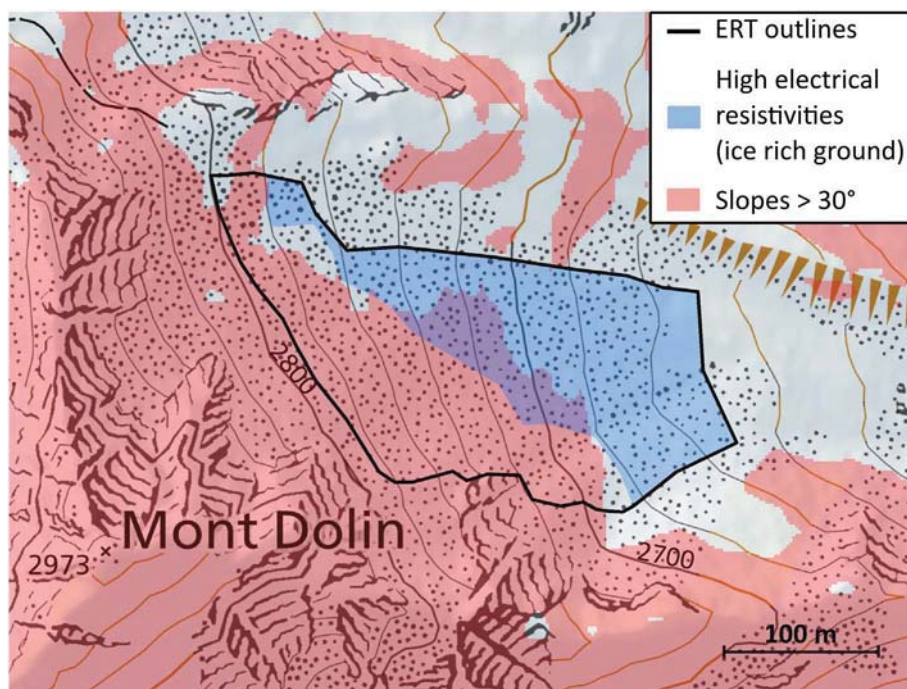 ERT outlines
High electrical
resistivities
(ice rich ground)
Slopes > 30°
2800
Mont Dolin
2973
2700
100 m